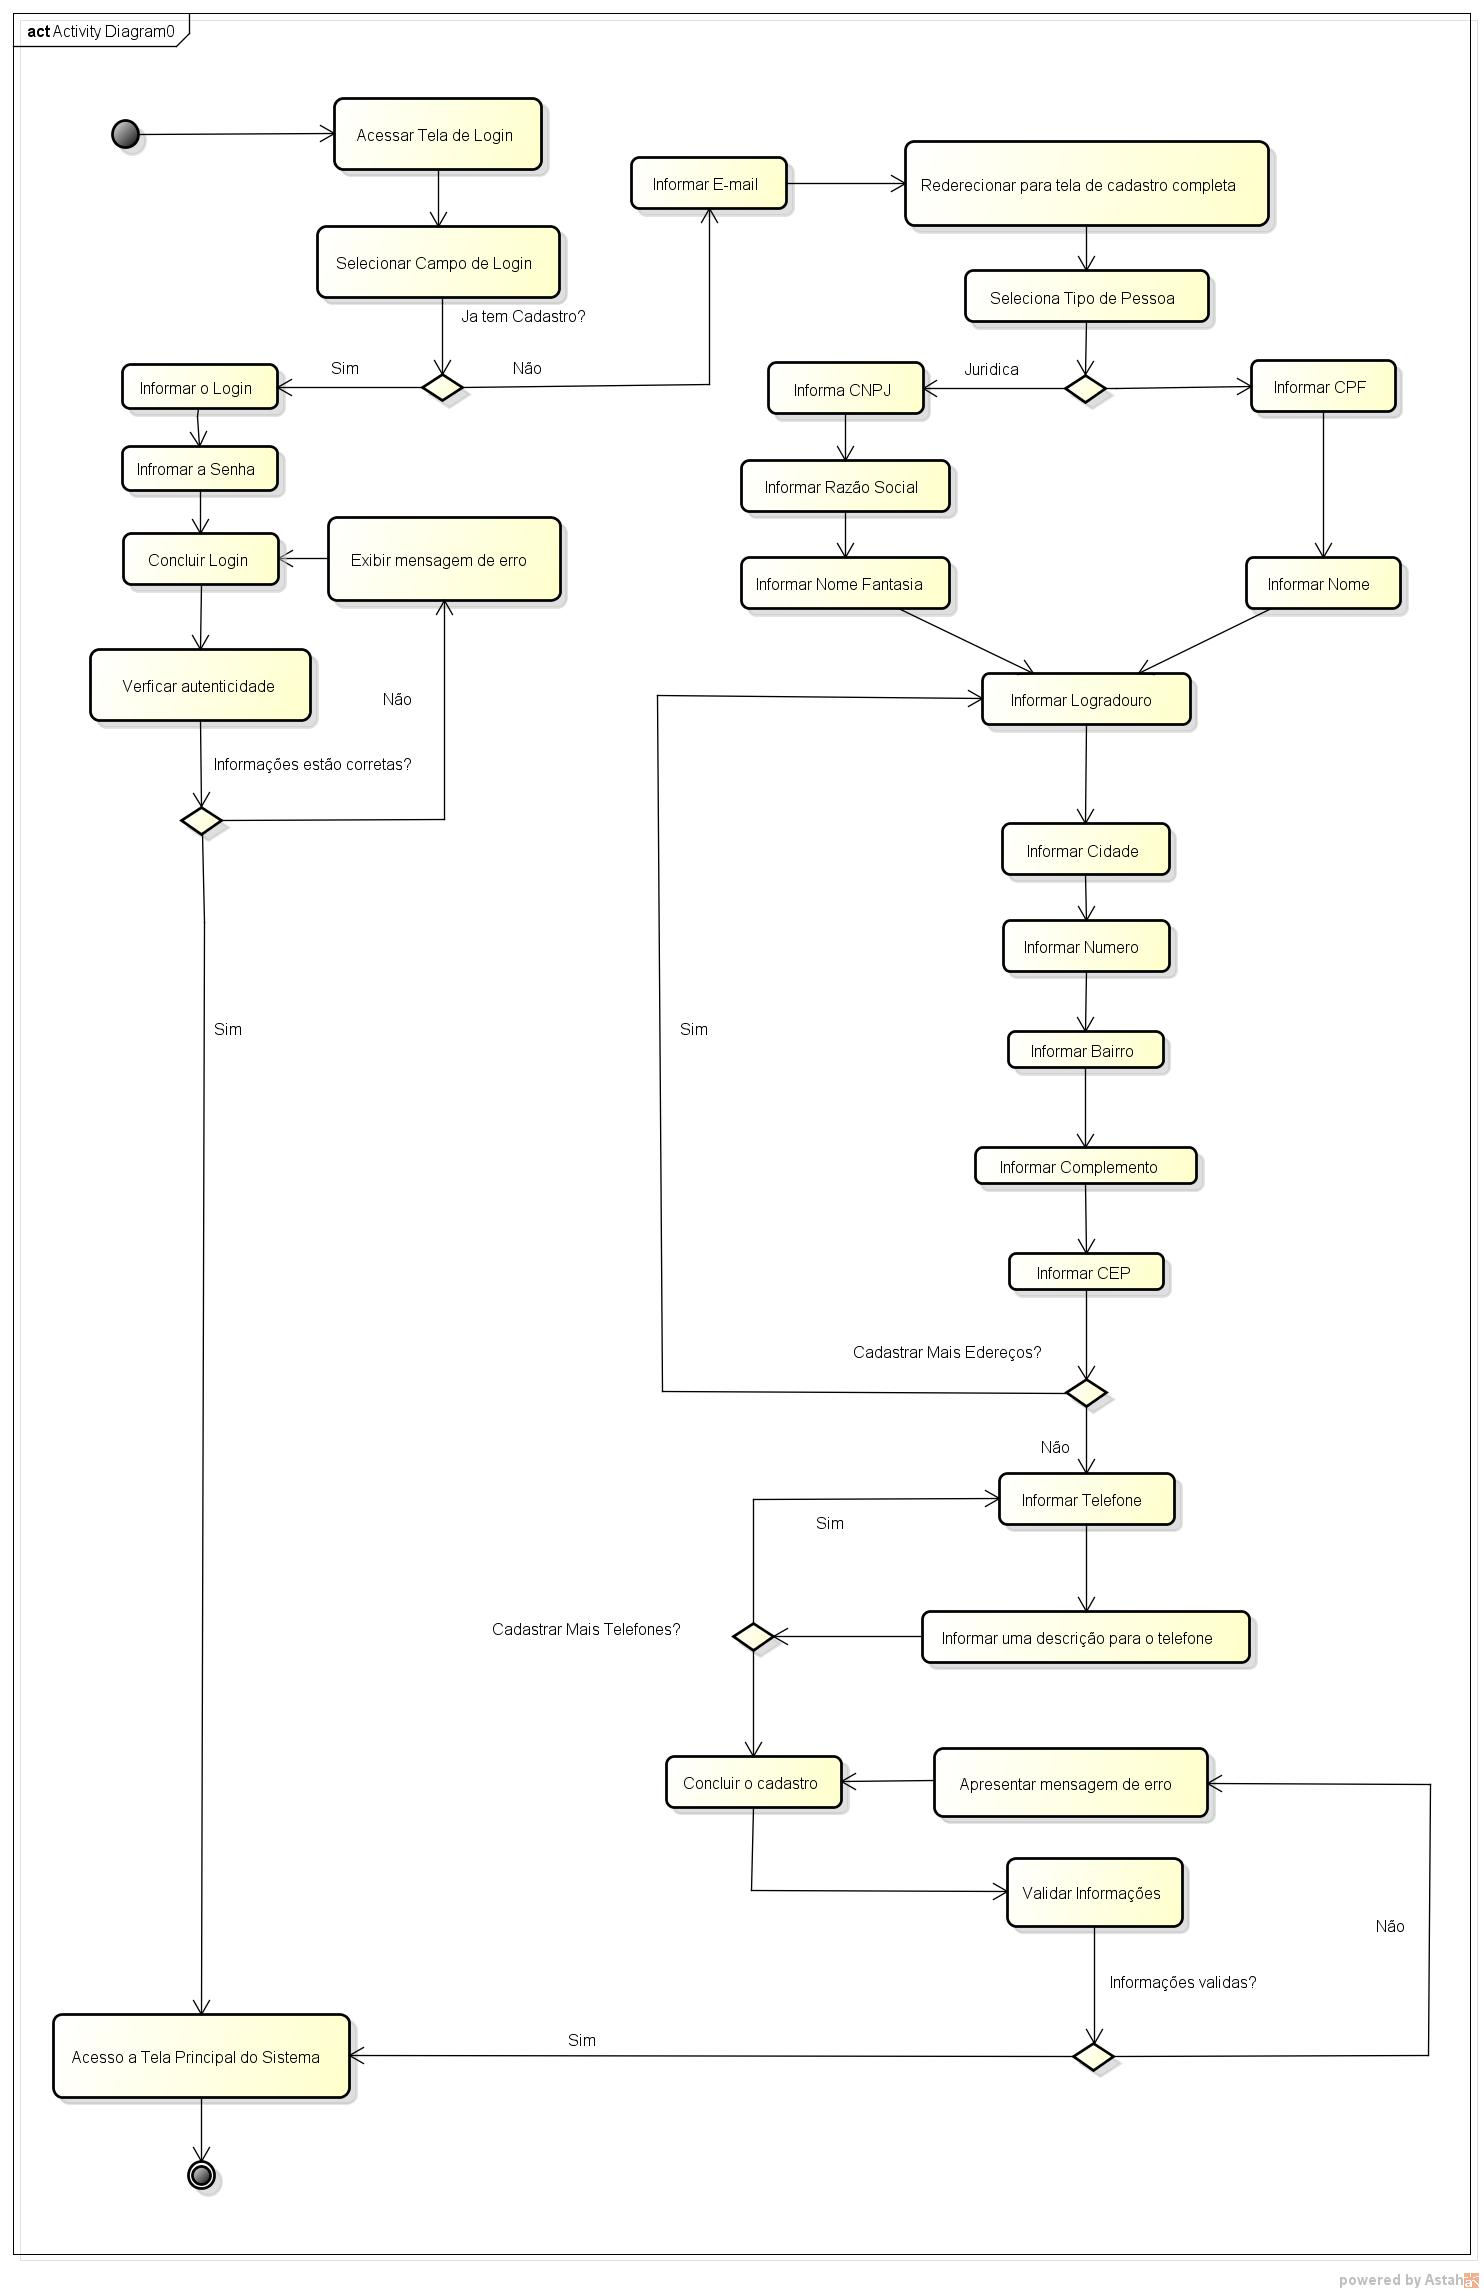 act Activity Diagram0
Acessar Tela de Login
Selecionar Campo de Login
Ja tem Cadastro?
Sim
Não
Informar o Login
Infromar a Senha
Concluir Login
Exibir mensagem de erro
Verficar autenticidade
Não
Informações estão corretas?
Sim
Informar E-mail
Rederecionar para tela de cadastro completa
Seleciona Tipo de Pessoa
Juridica
Informa CNPJ
Informar CPF
Informar Razão Social
Informar Nome Fantasia
Informar Nome
Informar Logradouro
Informar Cidade
Informar Numero
Sim
Informar Bairro
Informar Complemento
Informar CEP
Cadastrar Mais Edereços?
Não
Informar Telefone
Sim
Cadastrar Mais Telefones?
Informar uma descrição para o telefone
Concluir o cadastro
Apresentar mensagem de erro
Validar Informações
Não
Informações validas?
Sim
Acesso a Tela Principal do Sistema
powered by Astah